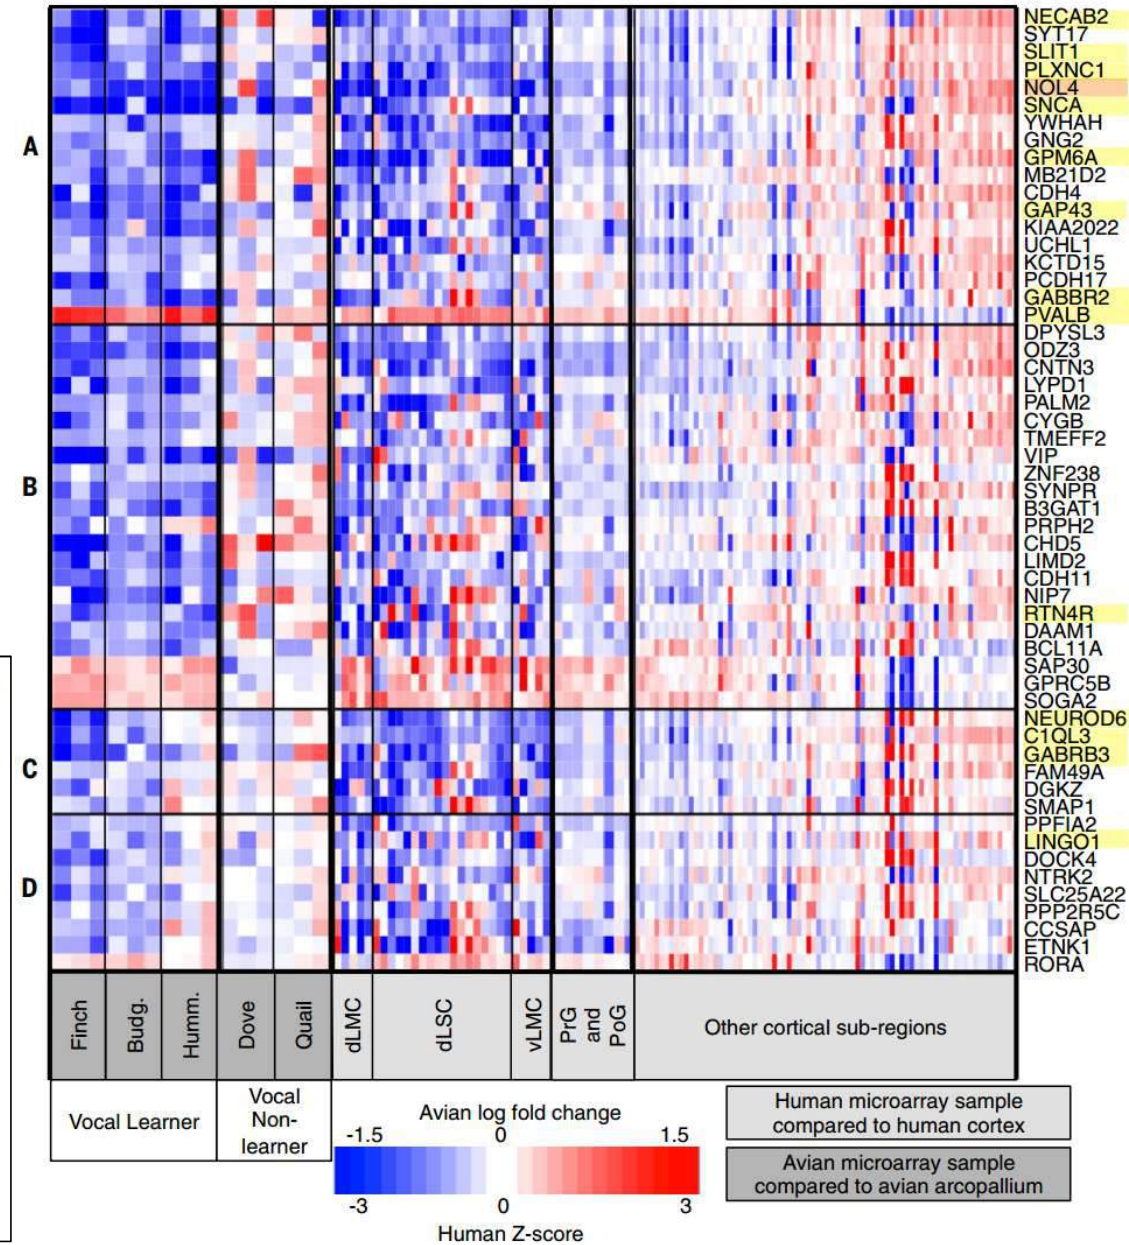 NECAB2
SYT17
SLIT1
PLXNC1
NOL4
SNCA
YWHAH
GNG2
GPM6A
MB21D2
CDH4
GAP43
KIAA2022
UCHL1
KCTD15
PCDH17
GABBR2
PVALB
A
DPYSL3
ODZ3
CNTN3
LYPD1
PALM2
CYGB
TMEFF2
VIP
ZNF238
SYNPR
B3GAT1
PRPH2
CHD5
LIMD2
CDH11
NIP7
RTN4R
DAAM1
BCL11A
SAP30
GPRC5B
SOGA2
B
NEUROD6
C1QL3
GABRB3
FAM49A
DGKZ
SMAP1
C
PPFIA2
LINGO1
DOCK4
NTRK2
SLC25A22
PPP2R5C
CCSAP
ETNK1
RORA
D
Finch
Budg.
Humm.
Dove
Quail
dLMC
dLSC
vLMC
PrG
and
PoG
Other cortical sub-regions
Vocal Learner
Vocal
Non-
learner
Avian log fold change
-1.5 0 1.5
-3 0 3
Human Z-score
Human microarray sample
compared to human cortex
Avian microarray sample
compared to avian arcopallium